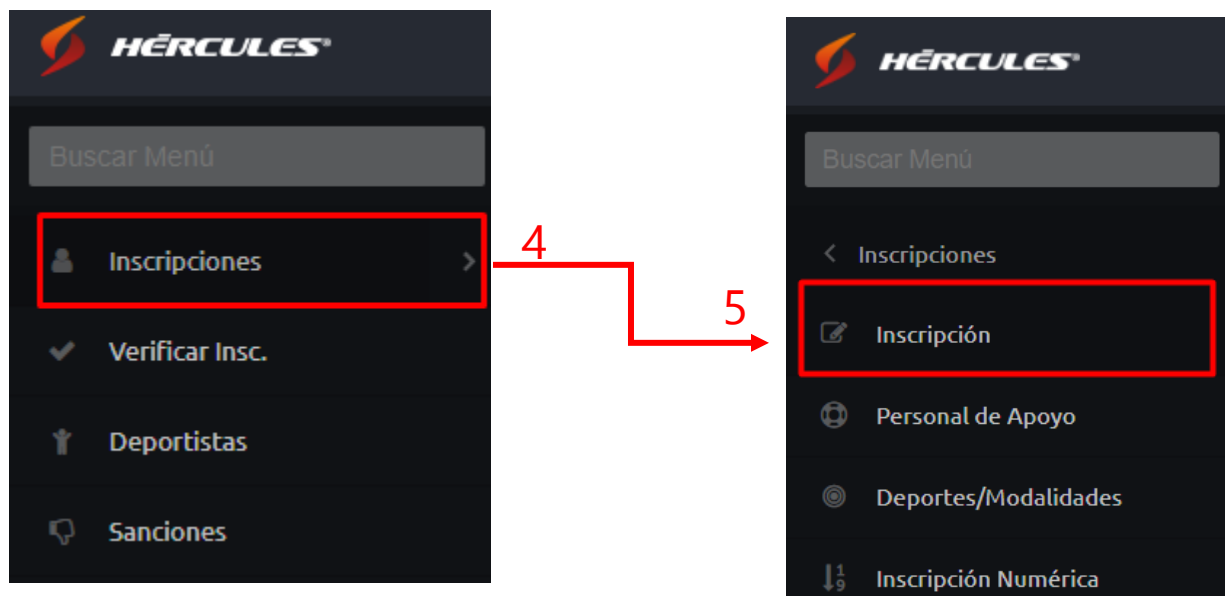 HÉRCULES®
Buscar Menú
Inscripciones
Verificar Insc.
Deportistas
Sanciones
4
5
HÉRCULES®
Buscar Menú
Inscripciones
Inscripción
Personal de Apoyo
Deportes/Modalidades
Inscripción Numérica